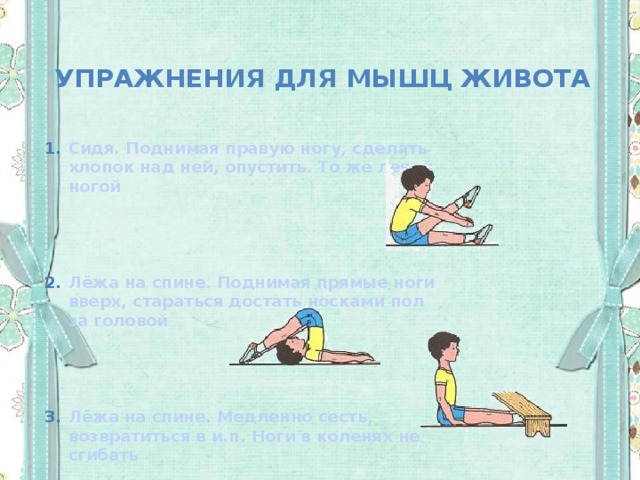 УПРАЖНЕНИЯ ДЛЯ МЫШЦ ЖИВОТА
1. Сидя. Поднимая правую ногу, сделать
хлопок над ней, опустить. То же
ногой
2. Лёжа на спине. Поднимая прямые ноги
вверх, стараться достать носками пол
за головой
3. Лёжа на спине. Медленно сесть,
возвратиться в и.п. Ноги в коленях не
сгибать